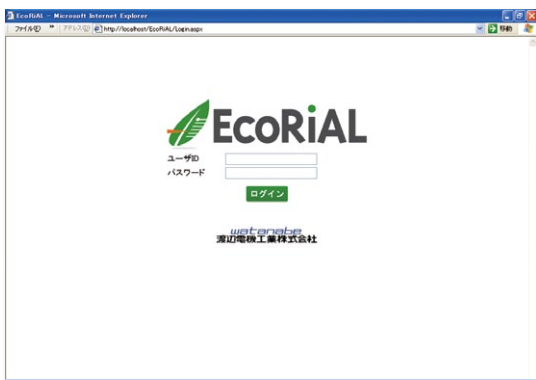 EcoRiAL - Microsoft Internet Explorer
ファイル(F) » アドレス(D) http://localhost/EcoRiAL/Login.aspx 移動
EcoRiAL
ユーザID
パスワード
ログイン
watanabe
渡辺電機工業株式会社